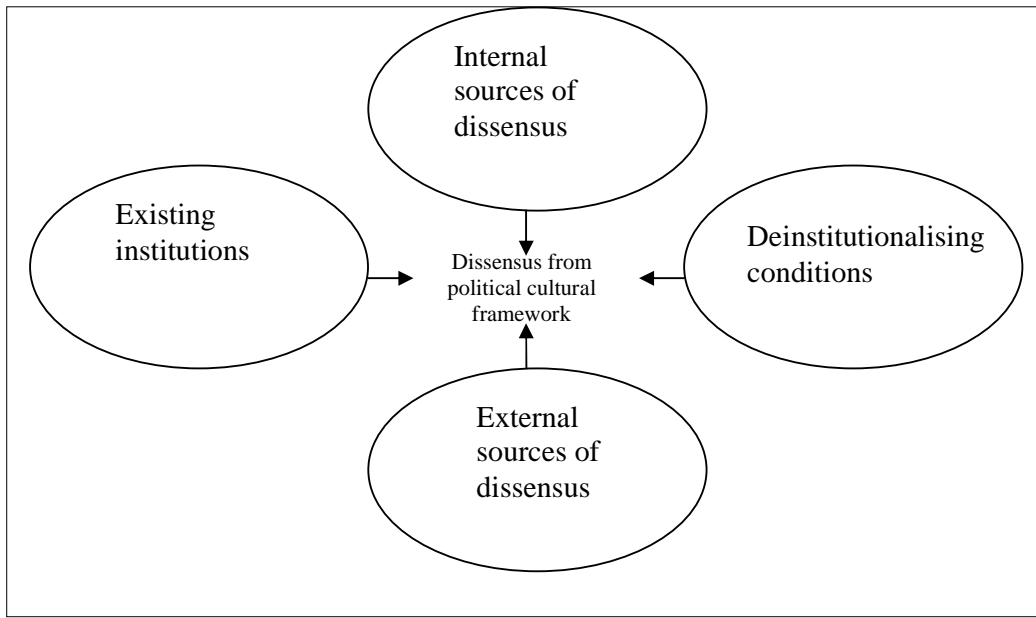 Internal
sources of
dissensus
Existing
institutions
Deinstitutionalising
conditions
Dissensus from
political cultural
framework
External
sources of
dissensus